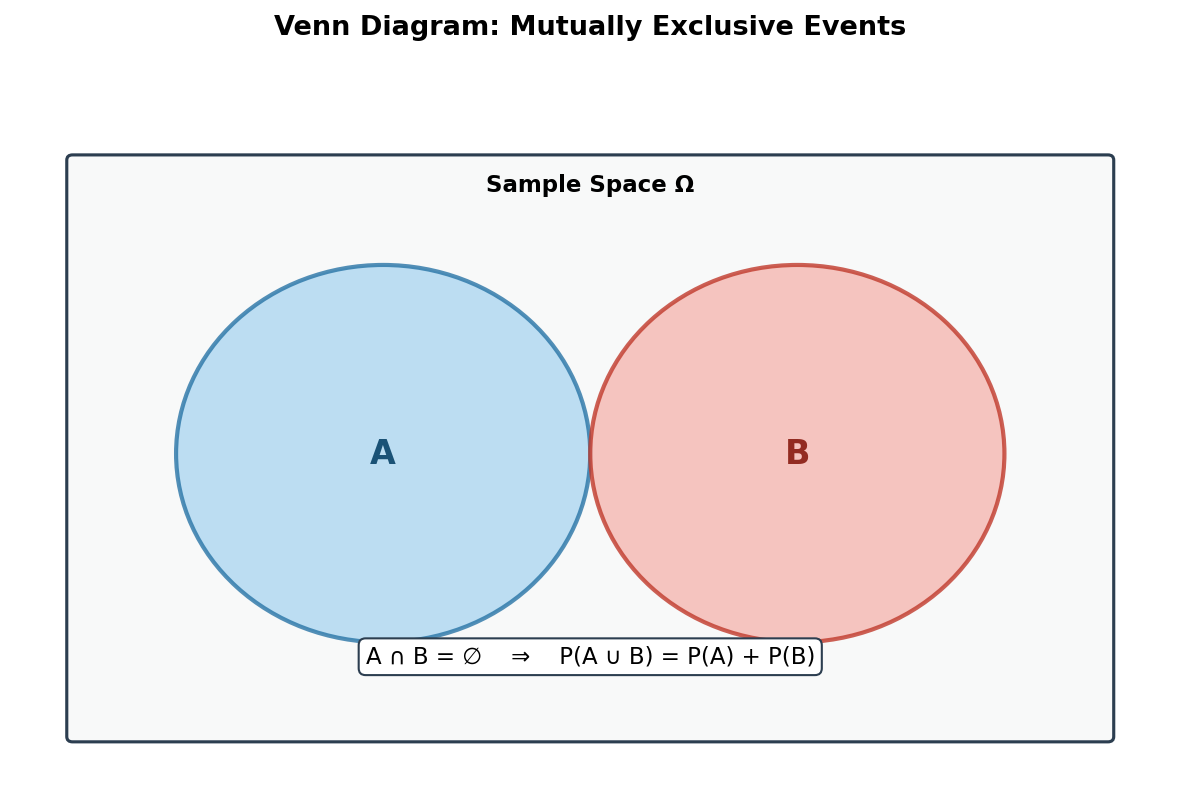 Venn Diagram: Mutually Exclusive Events
Sample Space Ω
A
B
A ∩ B = ∅ ⇒ P(A ∪ B) = P(A) + P(B)